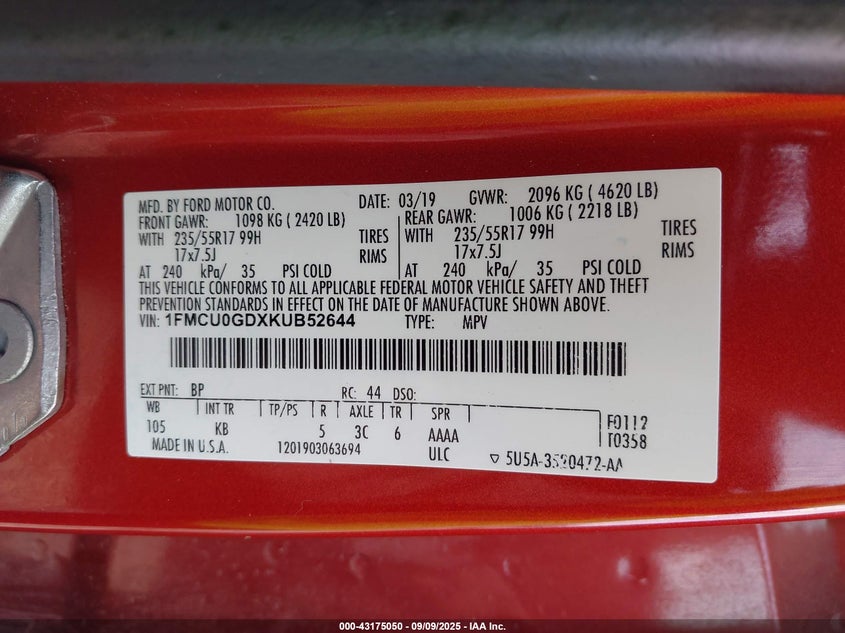 MFD. BY FORD MOTOR CO. DATE: 03/19 GVWR: 2096 KG ( 4620 LB)
FRONT GAWR: 1098 KG ( 2420 LB) REAR GAWR: 1006 KG ( 2218 LB)
WITH 235/55R17 99H TIRES WITH 235/55R17 99H TIRES
17x7.5J RIMS 17x7.5J RIMS
AT 240 kPa/ 35 PSI COLD AT 240 kPa/ 35 PSI COLD
THIS VEHICLE CONFORMS TO ALL APPLICABLE FEDERAL MOTOR VEHICLE SAFETY AND THEFT
PREVENTION STANDARDS IN EFFECT ON THE DATE OF MANUFACTURE SHOWN ABOVE.
VIN: 1FMCU0GDXKUB52644 TYPE: MPV
EXT PNT: BP RC: 44 DSO:
WB INT TR TP/PS R AXLE TR SPR
105 KB 5 3C 6 AAAA
F0112
T0358
MADE IN U.S.A. 1201903063694 ULC
000-43175050 - 09/09/2025 - IAA Inc.